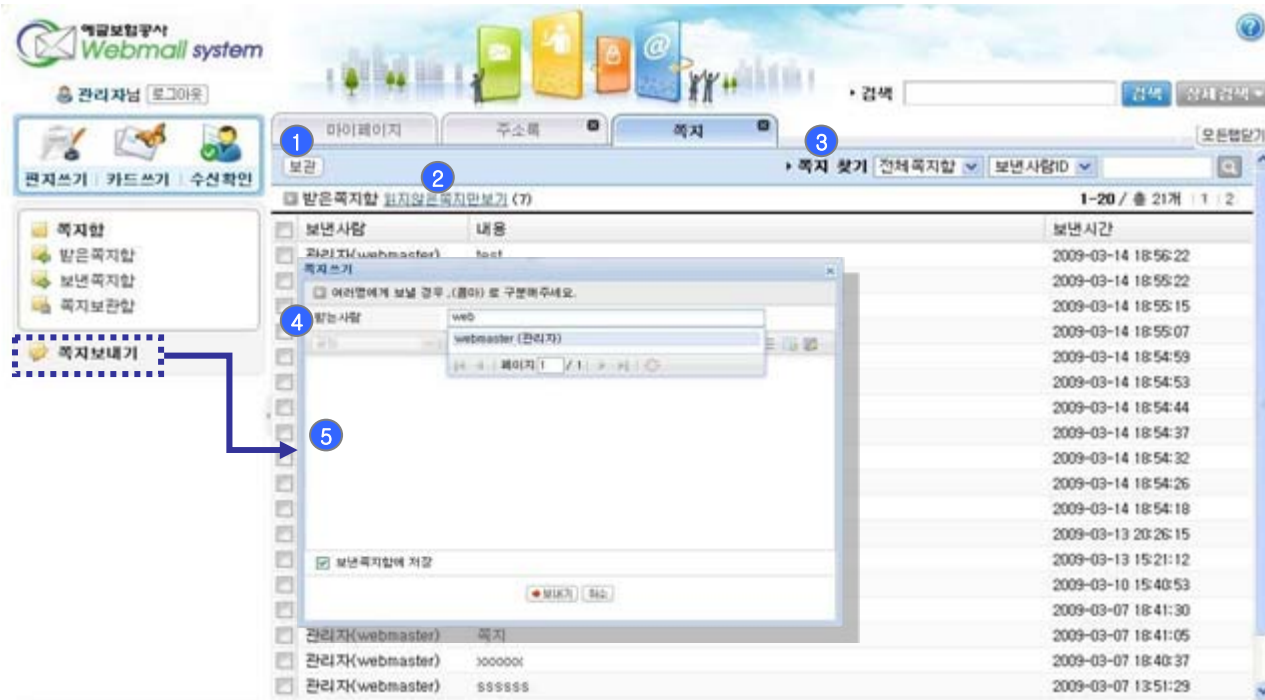 예금보험공사
Webmail system
관리자님 로그아웃
검색 검색 상세검색
마이페이지 주소록 쪽지 모든탭닫기
편지쓰기 카드쓰기 수신확인
1 2 3
보관 쪽지 찾기 전체쪽지함 보낸사람ID
받은쪽지함 읽지않은쪽지만보기 (7) 1-20 / 총 21개 1 2
쪽지함
받은쪽지함
보낸쪽지함
쪽지보관함
쪽지보내기
보낸사람 내용 보낸시간
관리자(webmaster) test 2009-03-14 18:56:22
2009-03-14 18:55:22
2009-03-14 18:55:15
2009-03-14 18:55:07
2009-03-14 18:54:59
2009-03-14 18:54:53
2009-03-14 18:54:44
2009-03-14 18:54:37
2009-03-14 18:54:32
2009-03-14 18:54:26
2009-03-14 18:54:18
2009-03-13 20:26:15
2009-03-13 15:21:12
2009-03-10 15:40:53
2009-03-07 18:41:30
관리자(webmaster) 쪽지 2009-03-07 18:41:05
관리자(webmaster) xxxxxxx 2009-03-07 18:40:37
관리자(webmaster) ssssss 2009-03-07 13:51:29
쪽지쓰기
여러명에게 보낼 경우 ,(콤마) 로 구분해주세요.
4 받는사람 web
webmaster (관리자)
페이지 1 / 1
5
보낸쪽지함에 저장
보내기 취소